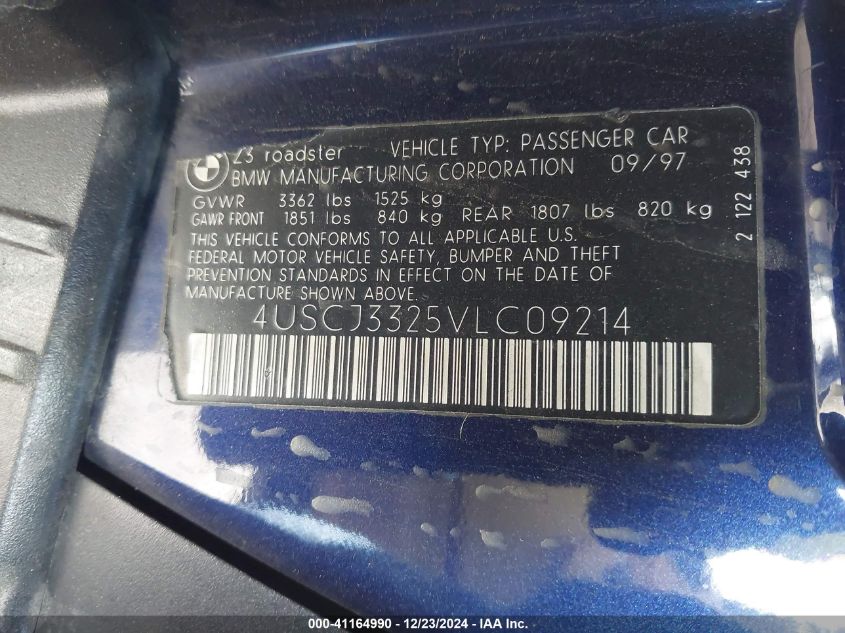 BMW
Z3 roadster VEHICLE TYP: PASSENGER CAR
BMW MANUFACTURING CORPORATION 09/97
GVWR 3362 lbs 1525 kg
GAWR FRONT 1851 lbs 840 kg REAR 1807 lbs 820 kg
THIS VEHICLE CONFORMS TO ALL APPLICABLE U.S.
FEDERAL MOTOR VEHICLE SAFETY, BUMPER AND THEFT
PREVENTION STANDARDS IN EFFECT ON THE DATE OF
MANUFACTURE SHOWN ABOVE.
4USCJ3325VLC09214
2 122 438
000-41164990 - 12/23/2024 - IAA Inc.